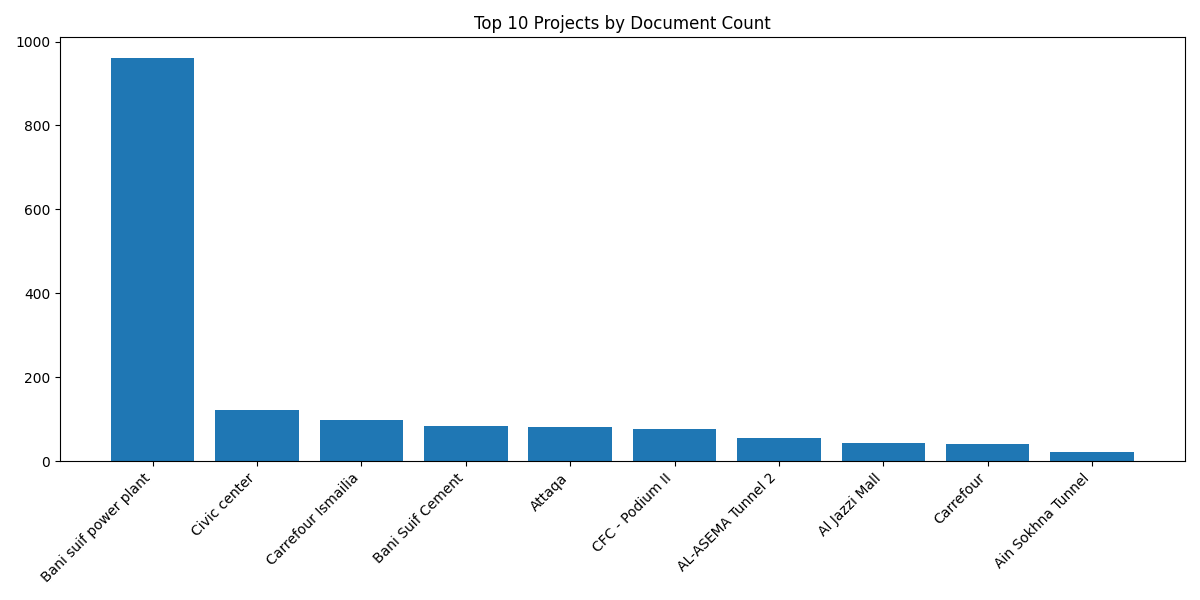 Top 10 Projects by Document Count
1000
800
600
400
200
0
Bani suif power plant
Civic center
Carrefour Ismailia
Bani Suif Cement
Attaqa
CFC - Podium II
AL-ASEMA Tunnel 2
Al Jazzi Mall
Carrefour
Ain Sokhna Tunnel